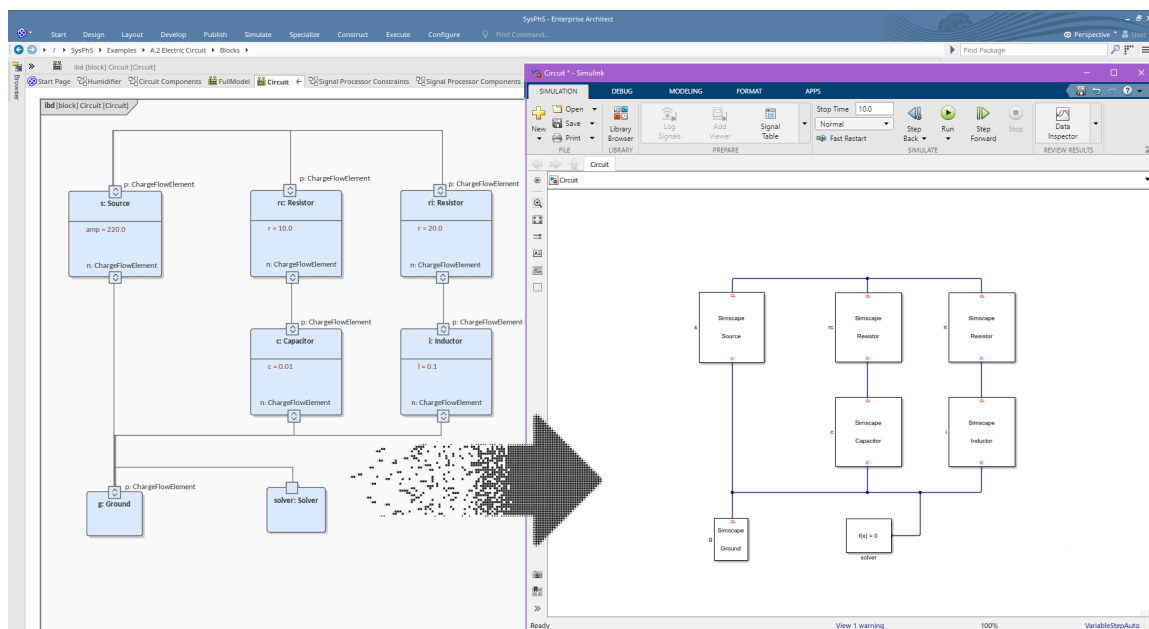 SysPhS - Enterprise Architect
Start Design Layout Develop Publish Simulate Specialize Construct Execute Configure Find Command...
Perspective User
/ SysPhS Examples A.2 Electric Circuit Blocks
Find Package
ibd [block] Circuit [Circuit]
Browser
Start Page Humidifier Circuit Components FullModel Circuit Signal Processor Constraints Signal Processor Components
ibd [block] Circuit [Circuit]
p: ChargeFlowElement
s: Source
amp = 220.0
n: ChargeFlowElement
p: ChargeFlowElement
rc: Resistor
r = 10.0
n: ChargeFlowElement
p: ChargeFlowElement
ri: Resistor
r = 20.0
n: ChargeFlowElement
p: ChargeFlowElement
c: Capacitor
c = 0.01
n: ChargeFlowElement
p: ChargeFlowElement
i: Inductor
l = 0.1
n: ChargeFlowElement
p: ChargeFlowElement
g: Ground
solver: Solver
Circuit * - Simulink
SIMULATION DEBUG MODELING FORMAT APPS
New
Open
Save
Print
FILE
Library
Browser
LIBRARY
Log
Signals
Add
Viewer
Signal
Table
PREPARE
Stop Time 10.0
Normal
Fast Restart
Step
Back
Run
Step
Forward
Stop
SIMULATE
Data
Inspector
REVIEW RESULTS
Circuit
Circuit
p
s
Simscape
Source
n
p
rc
Simscape
Resistor
n
p
ri
Simscape
Resistor
n
p
c
Simscape
Capacitor
n
p
i
Simscape
Inductor
n
p
g
Simscape
Ground
f(x) = 0
solver
Ready
View 1 warning
100%
VariableStepAuto